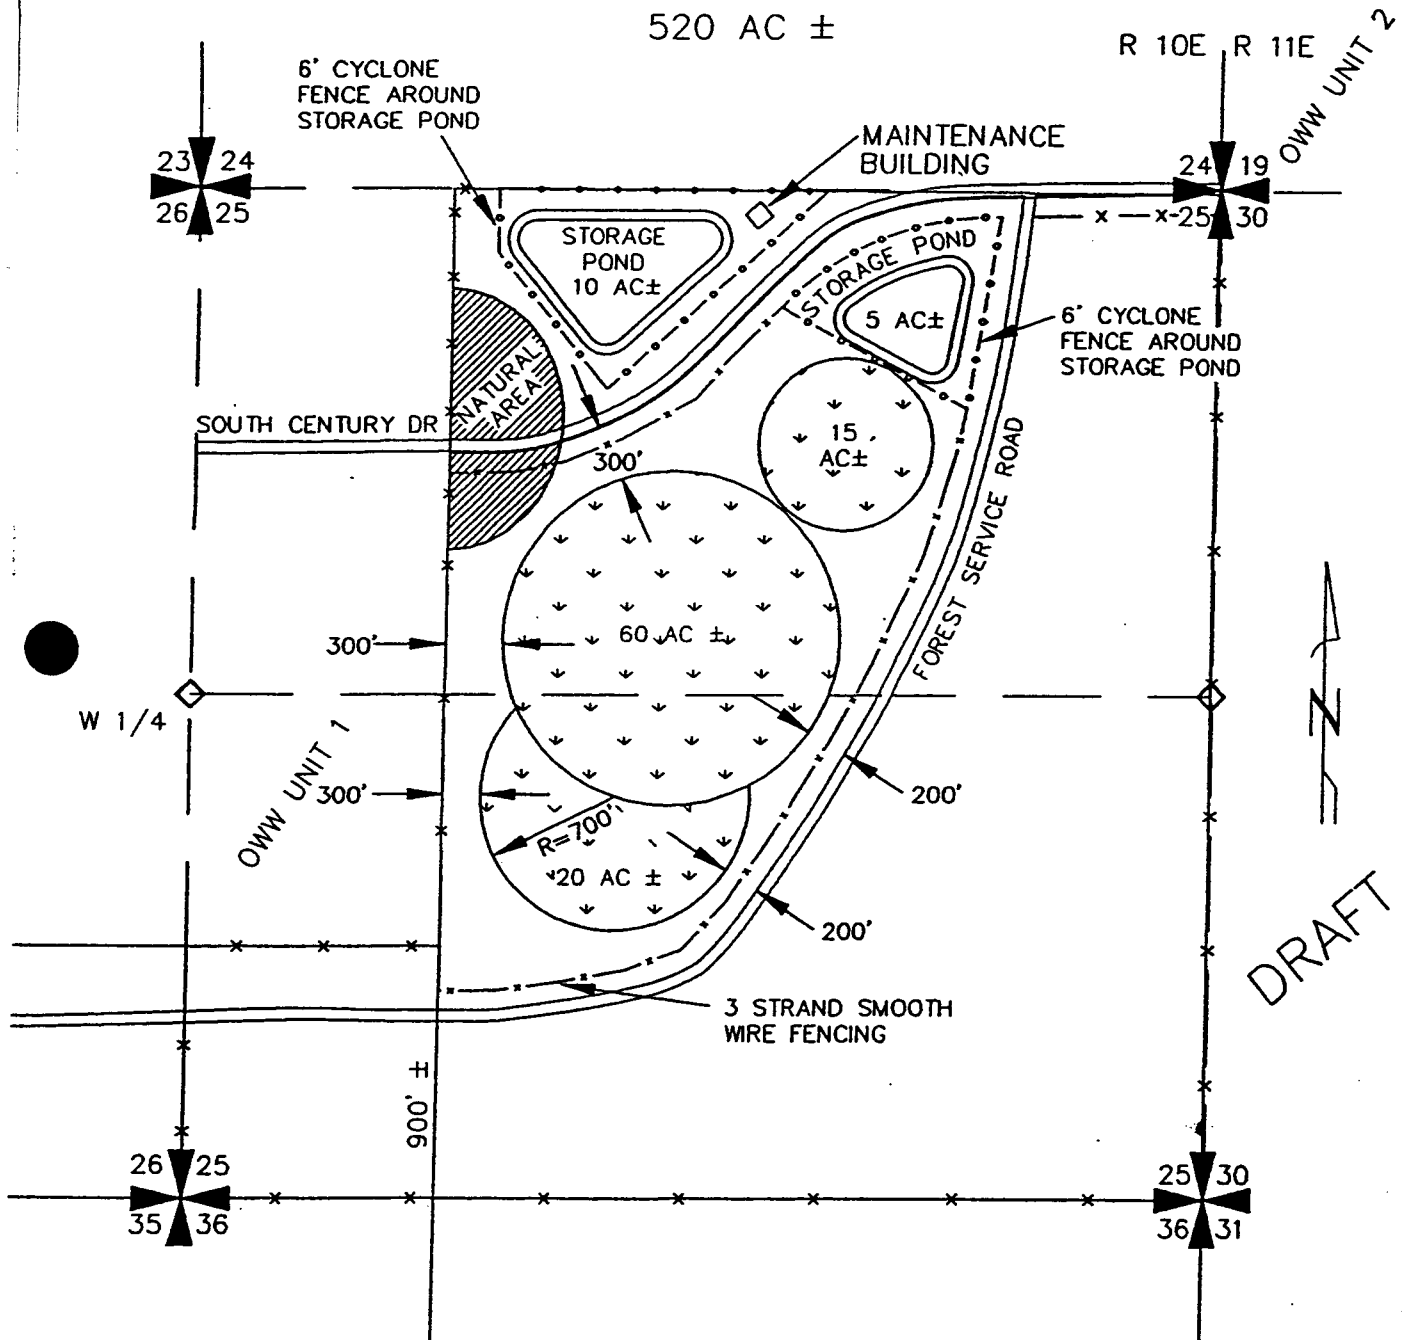 520 AC ±
R 10E R 11E
OWW UNIT 2
6' CYCLONE
FENCE AROUND
STORAGE POND
MAINTENANCE
BUILDING
23 24
26 25
24 19
25 30
STORAGE
POND
10 AC±
STORAGE POND
5 AC±
6' CYCLONE
FENCE AROUND
STORAGE POND
NATURAL
AREA
SOUTH CENTURY DR
15
AC±
300'
FOREST SERVICE ROAD
60 AC ±
300'
W 1/4
N
OWW UNIT 1
300'
200'
R=700'
20 AC ±
200'
DRAFT
3 STRAND SMOOTH
WIRE FENCING
900' ±
26 25
35 36
25 30
36 31